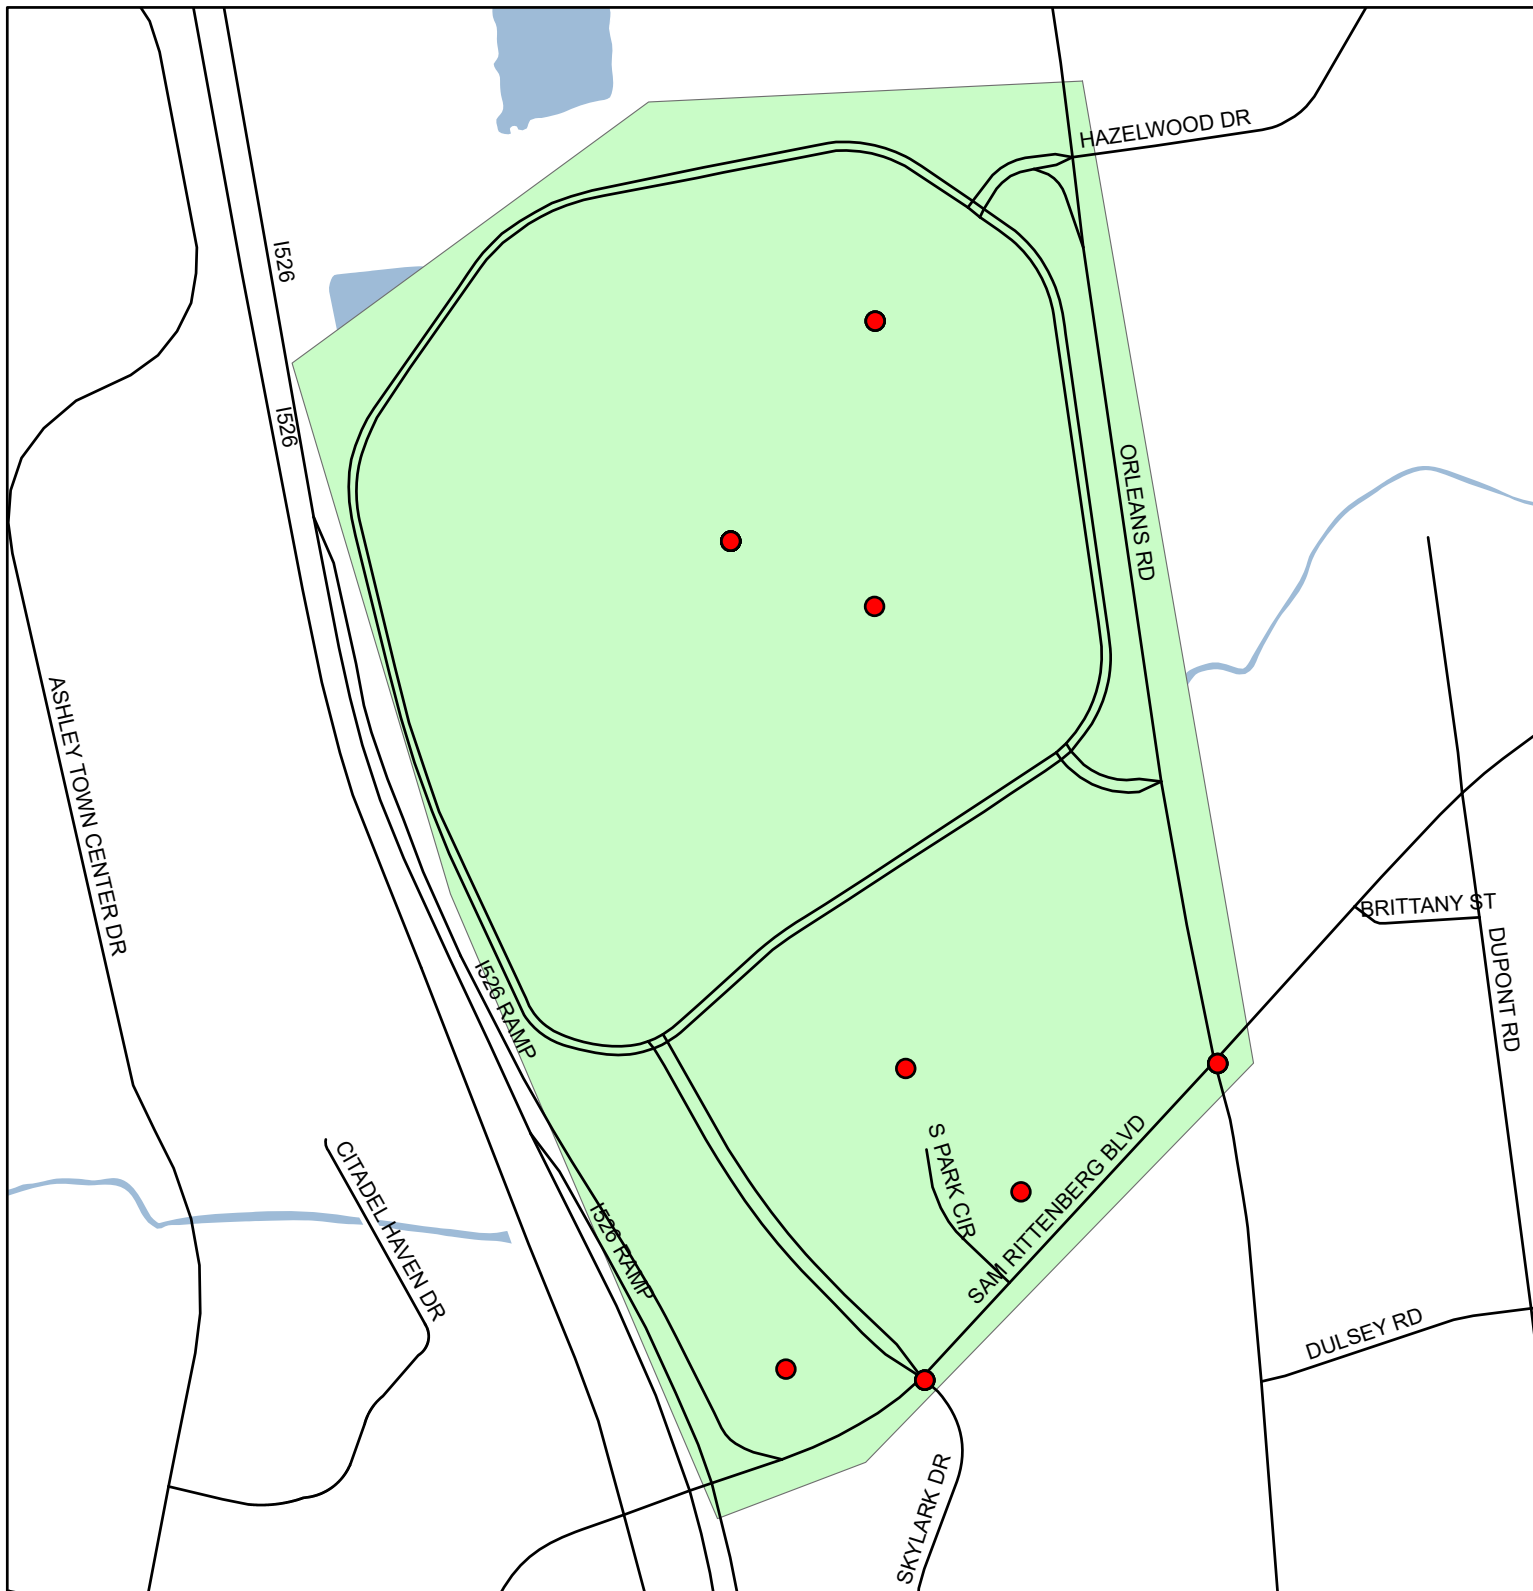 HAZELWOOD DR
I526
I526
ORLEANS RD
ASHLEY TOWN CENTER DR
BRITTANY ST
DUPONT RD
I526 RAMP
S PARK CIR
SAM RITTENBERG BLVD
CITADEL HAVEN DR
I526 RAMP
DULSEY RD
SKYLARK DR